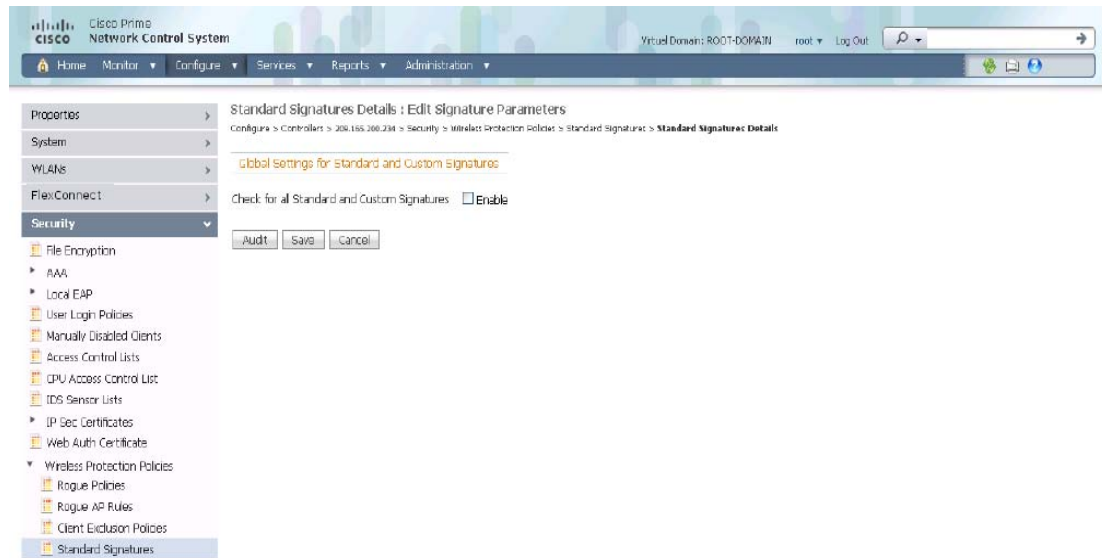 Cisco Prime
CISCO Network Control System
Virtual Domain: ROOT-DOMAIN root Log Out
Home Monitor Configure Services Reports Administration
Properties
System
WLANs
FlexConnect
Security
File Encryption
AAA
Local EAP
User Login Policies
Manually Disabled Clients
Access Control Lists
CPU Access Control List
IDS Sensor Lists
IP Sec Certificates
Web Auth Certificate
Wireless Protection Policies
Rogue Policies
Rogue AP Rules
Client Exclusion Policies
Standard Signatures
Standard Signatures Details : Edit Signature Parameters
Configure > Controllers > 209.165.200.234 > Security > Wireless Protection Policies > Standard Signatures > Standard Signatures Details
Global Settings for Standard and Custom Signatures
Check for all Standard and Custom Signatures Enable
Audit Save Cancel